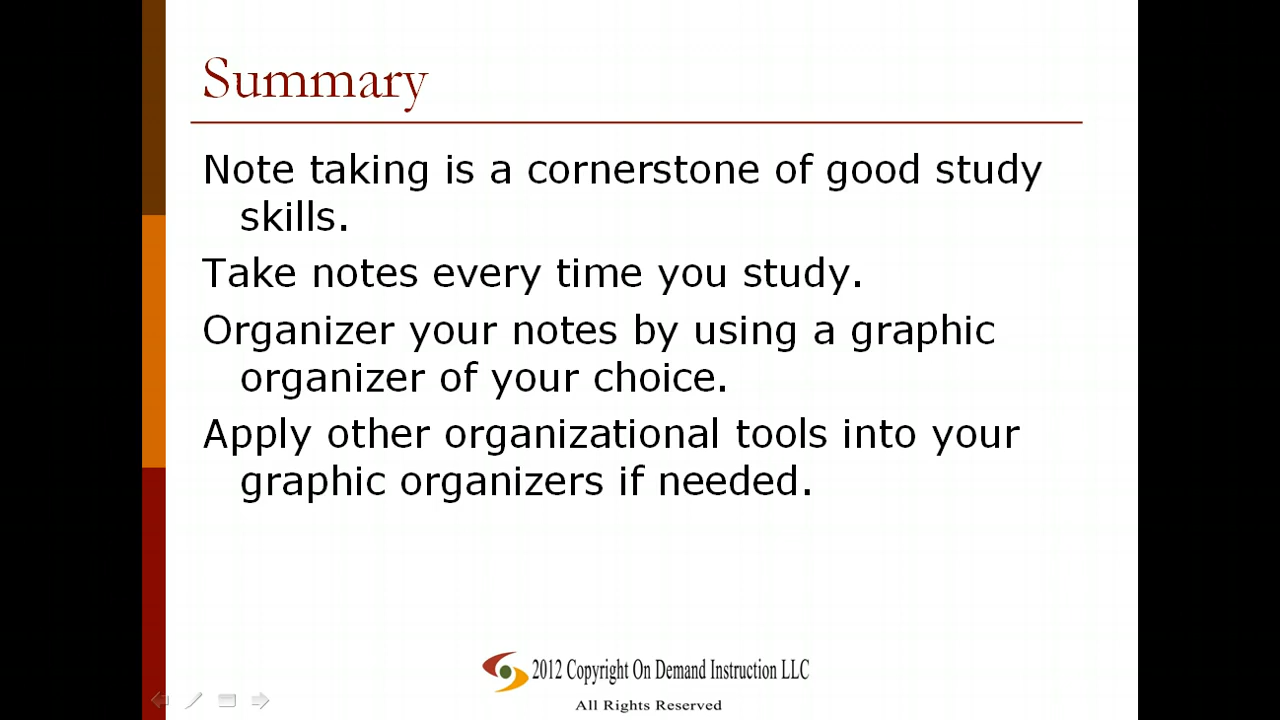 Summary
Note taking is a cornerstone of good study
skills.
Take notes every time you study.
Organizer your notes by using a graphic
organizer of your choice.
Apply other organizational tools into your
graphic organizers if needed.
2012 Copyright On Demand Instruction LLC
All Rights Reserved